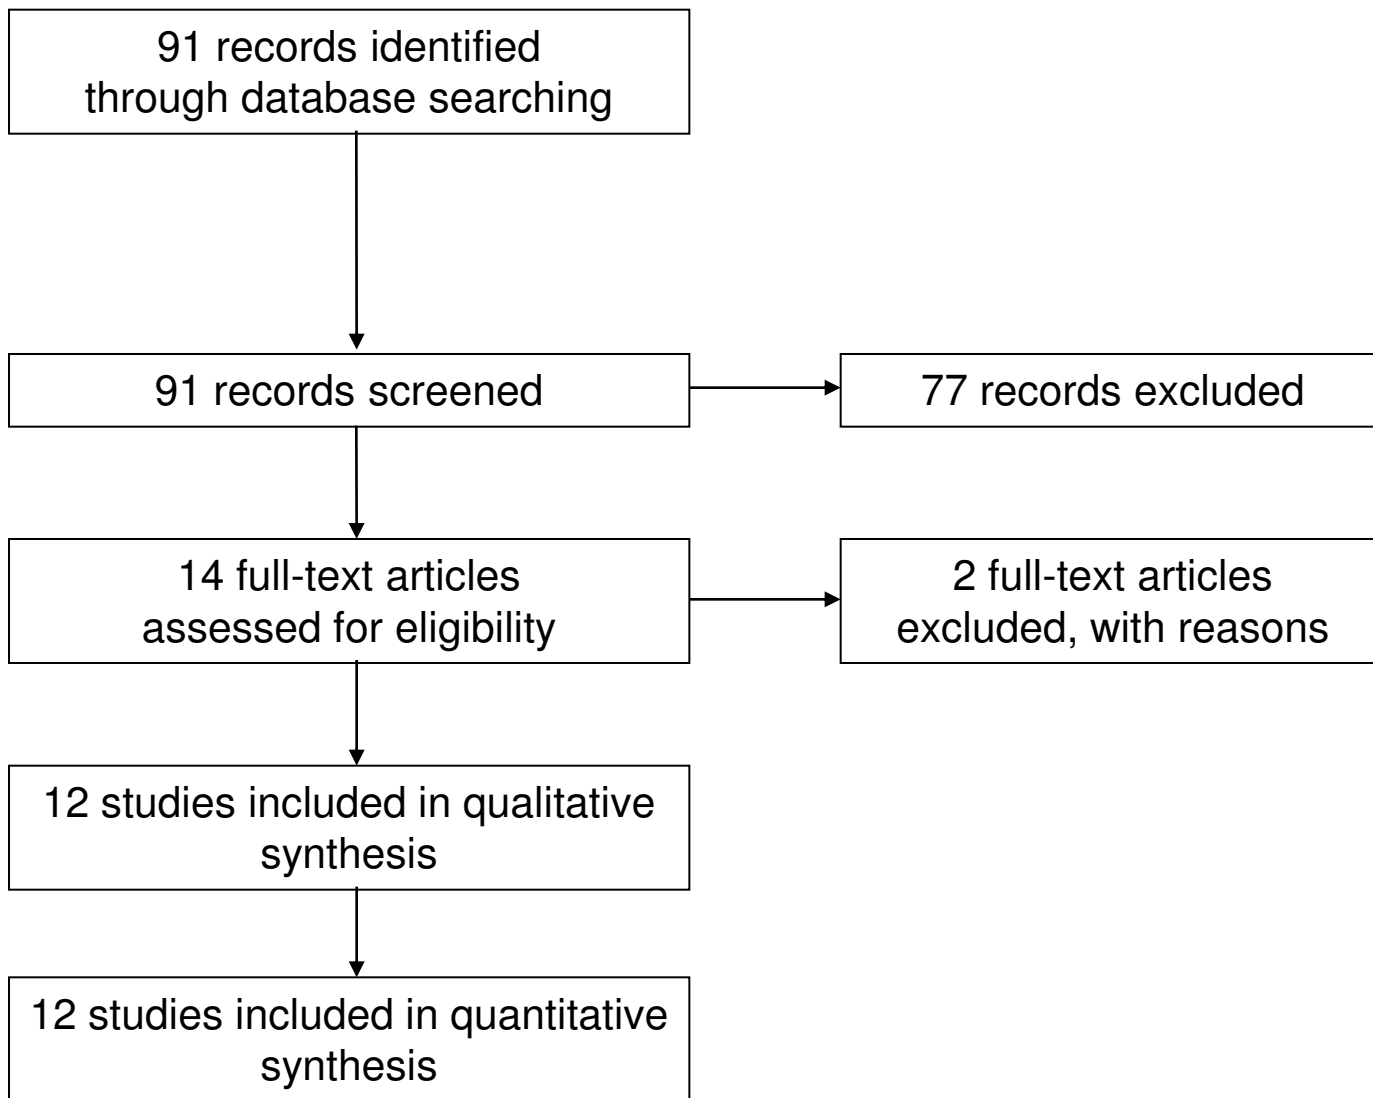 91 records identified
through database searching
91 records screened
77 records excluded
14 full-text articles
assessed for eligibility
2 full-text articles
excluded, with reasons
12 studies included in qualitative
synthesis
12 studies included in quantitative
synthesis